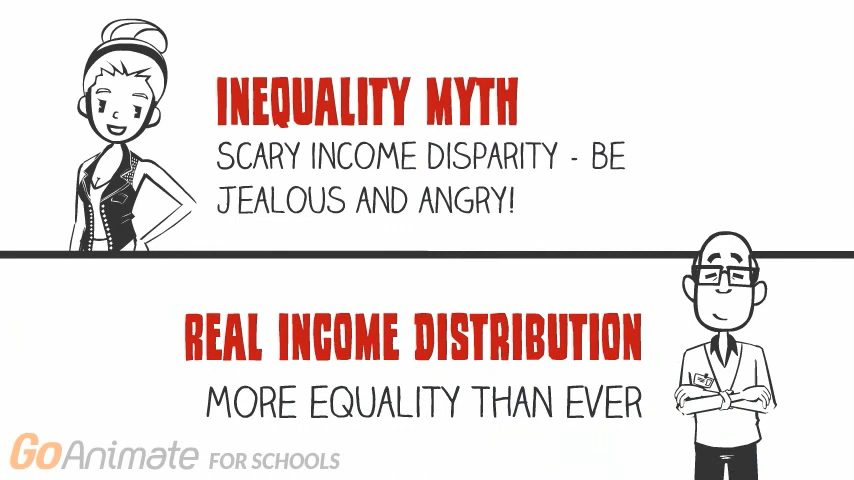 INEQUALITY MYTH
SCARY INCOME DISPARITY - BE
JEALOUS AND ANGRY!
REAL INCOME DISTRIBUTION
MORE EQUALITY THAN EVER
GoAnimate FOR SCHOOLS